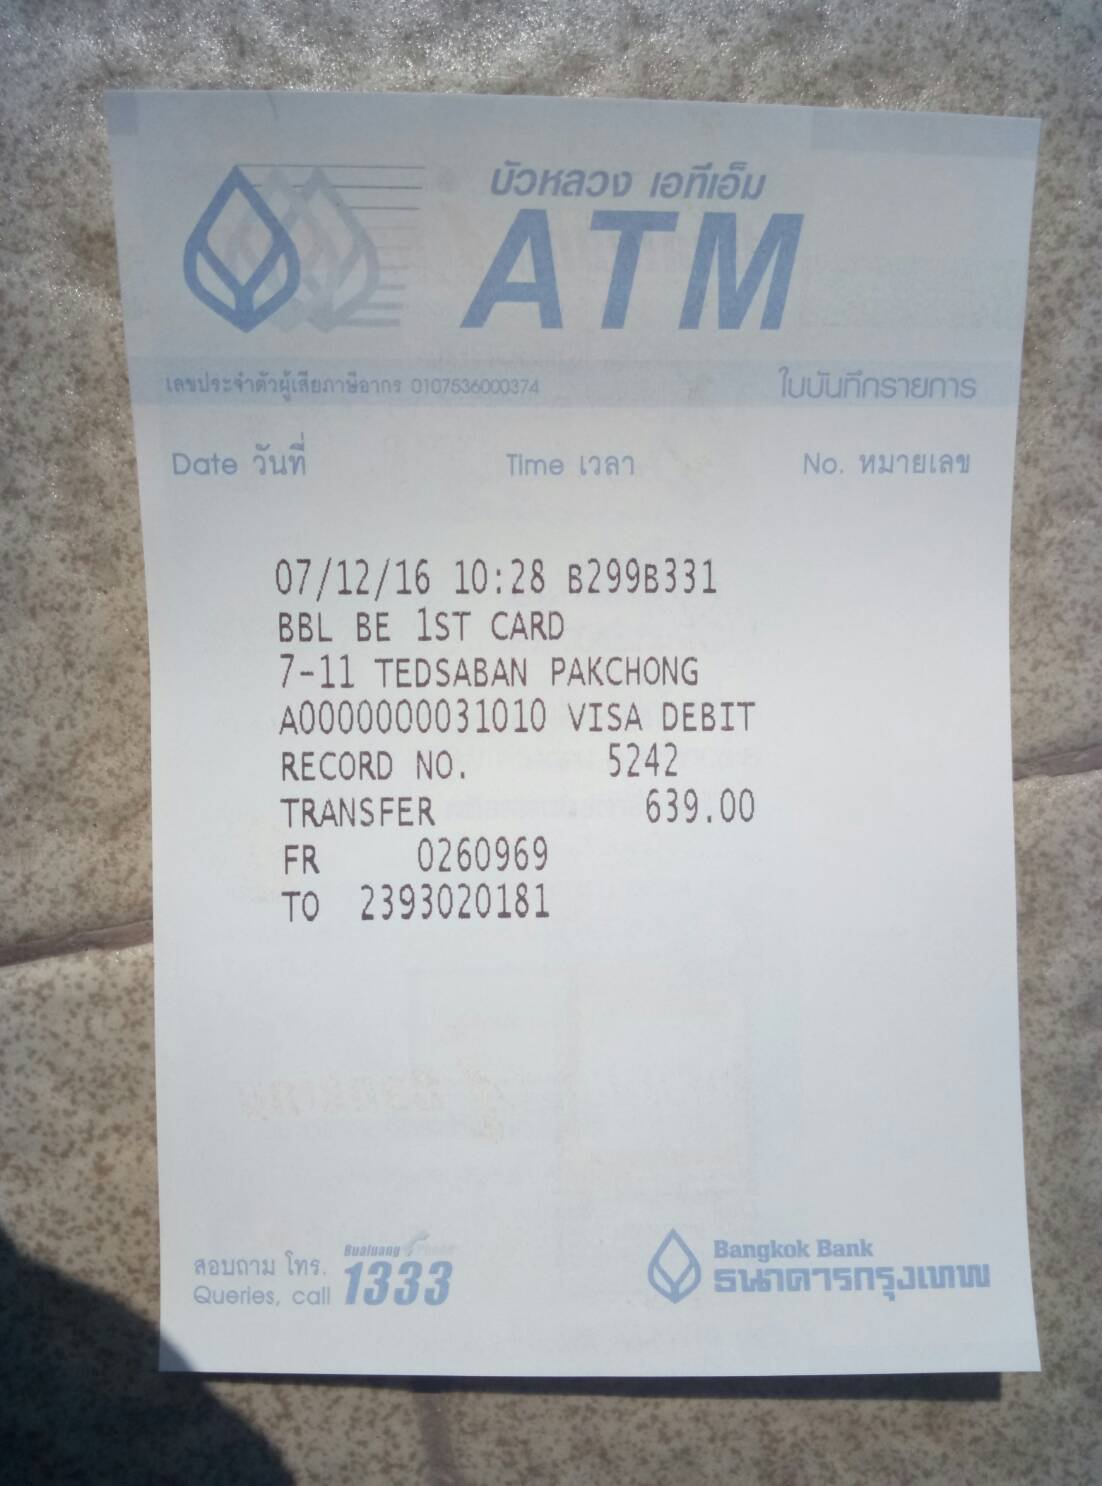 บัวหลวง เอทีเอ็ม
ATM
เลขประจำตัวผู้เสียภาษีอากร 0107536000374 ใบบันทึกรายการ
Date วันที่ Time เวลา No. หมายเลข
07/12/16 10:28 B299B331
BBL BE 1ST CARD
7-11 TEDSABAN PAKCHONG
A0000000031010 VISA DEBIT
RECORD NO. 5242
TRANSFER 639.00
FR 0260969
TO 2393020181
สอบถาม โทร. Bualuang Phone
Queries, call 1333
Bangkok Bank
ธนาคารกรุงเทพ